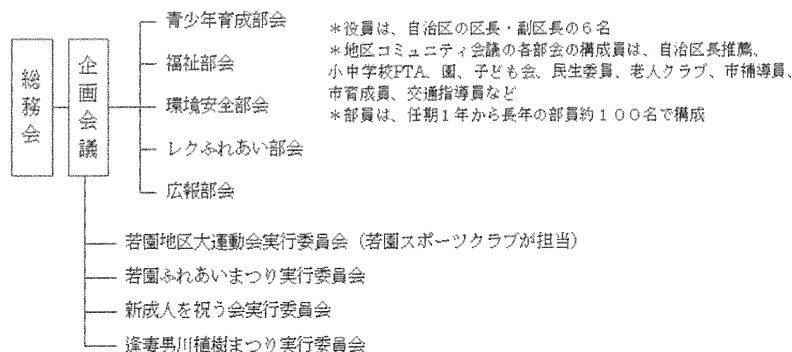 総務会
企画会議
青少年育成部会
福祉部会
環境安全部会
レクふれあい部会
広報部会
＊役員は、自治区の区長・副区長の６名
＊地区コミュニティ会議の各部会の構成員は、自治区長推薦、
小中学校PTA、園、子ども会、民生委員、老人クラブ、市補導員、
市育成員、交通指導員など
＊部員は、任期１年から長年の部員約１００名で構成
若園地区大運動会実行委員会（若園スポーツクラブが担当）
若園ふれあいまつり実行委員会
新成人を祝う会実行委員会
逢妻男川植樹まつり実行委員会